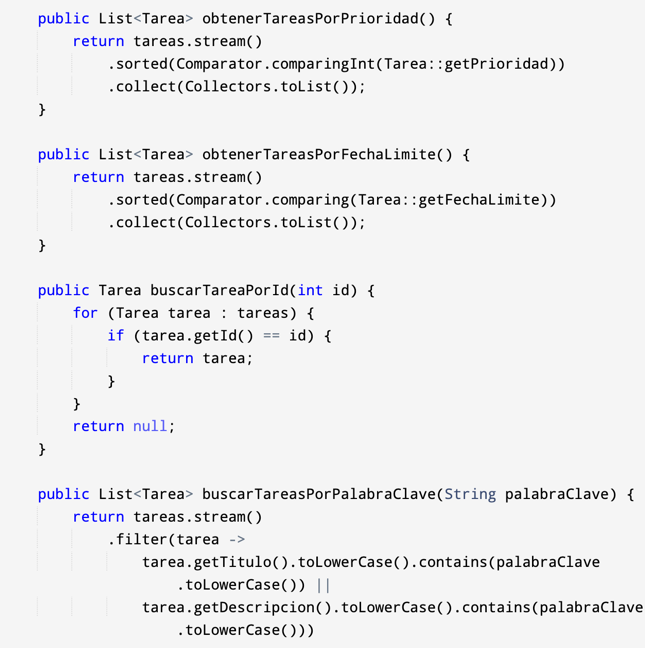 public List<Tarea> obtenerTareasPorPrioridad() {
return tareas.stream()
.sorted(Comparator.comparingInt(Tarea::getPrioridad))
.collect(Collectors.toList());
}
public List<Tarea> obtenerTareasPorFechaLimite() {
return tareas.stream()
.sorted(Comparator.comparing(Tarea::getFechaLimite))
.collect(Collectors.toList());
}
public Tarea buscarTareaPorId(int id) {
for (Tarea tarea : tareas) {
if (tarea.getId() == id) {
return tarea;
}
}
return null;
}
public List<Tarea> buscarTareasPorPalabraClave(String palabraClave) {
return tareas.stream()
.filter(tarea ->
tarea.getTitulo().toLowerCase().contains(palabraClave
.toLowerCase()) ||
tarea.getDescripcion().toLowerCase().contains(palabraClave
.toLowerCase()))